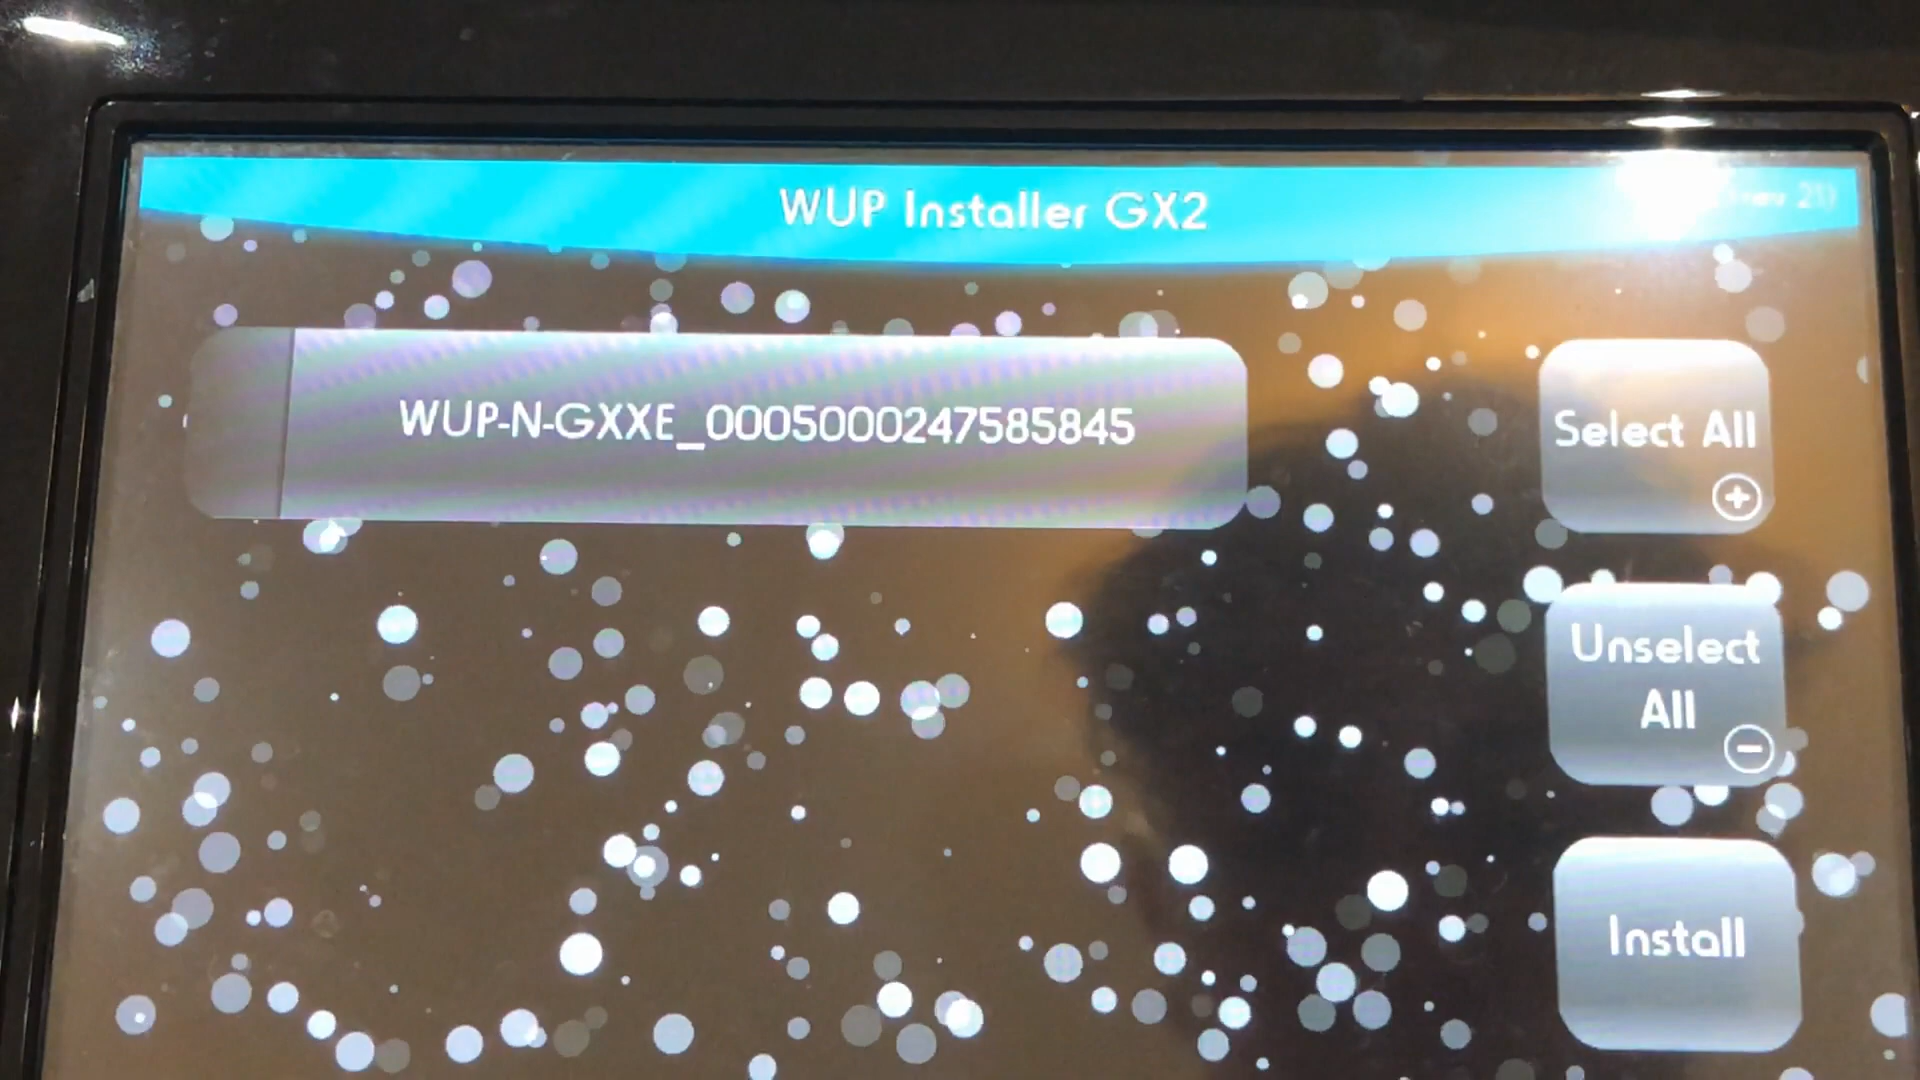 WUP Installer GX2
WUP-N-GXXE_0005000247585845
Select All
Unselect
All
Install